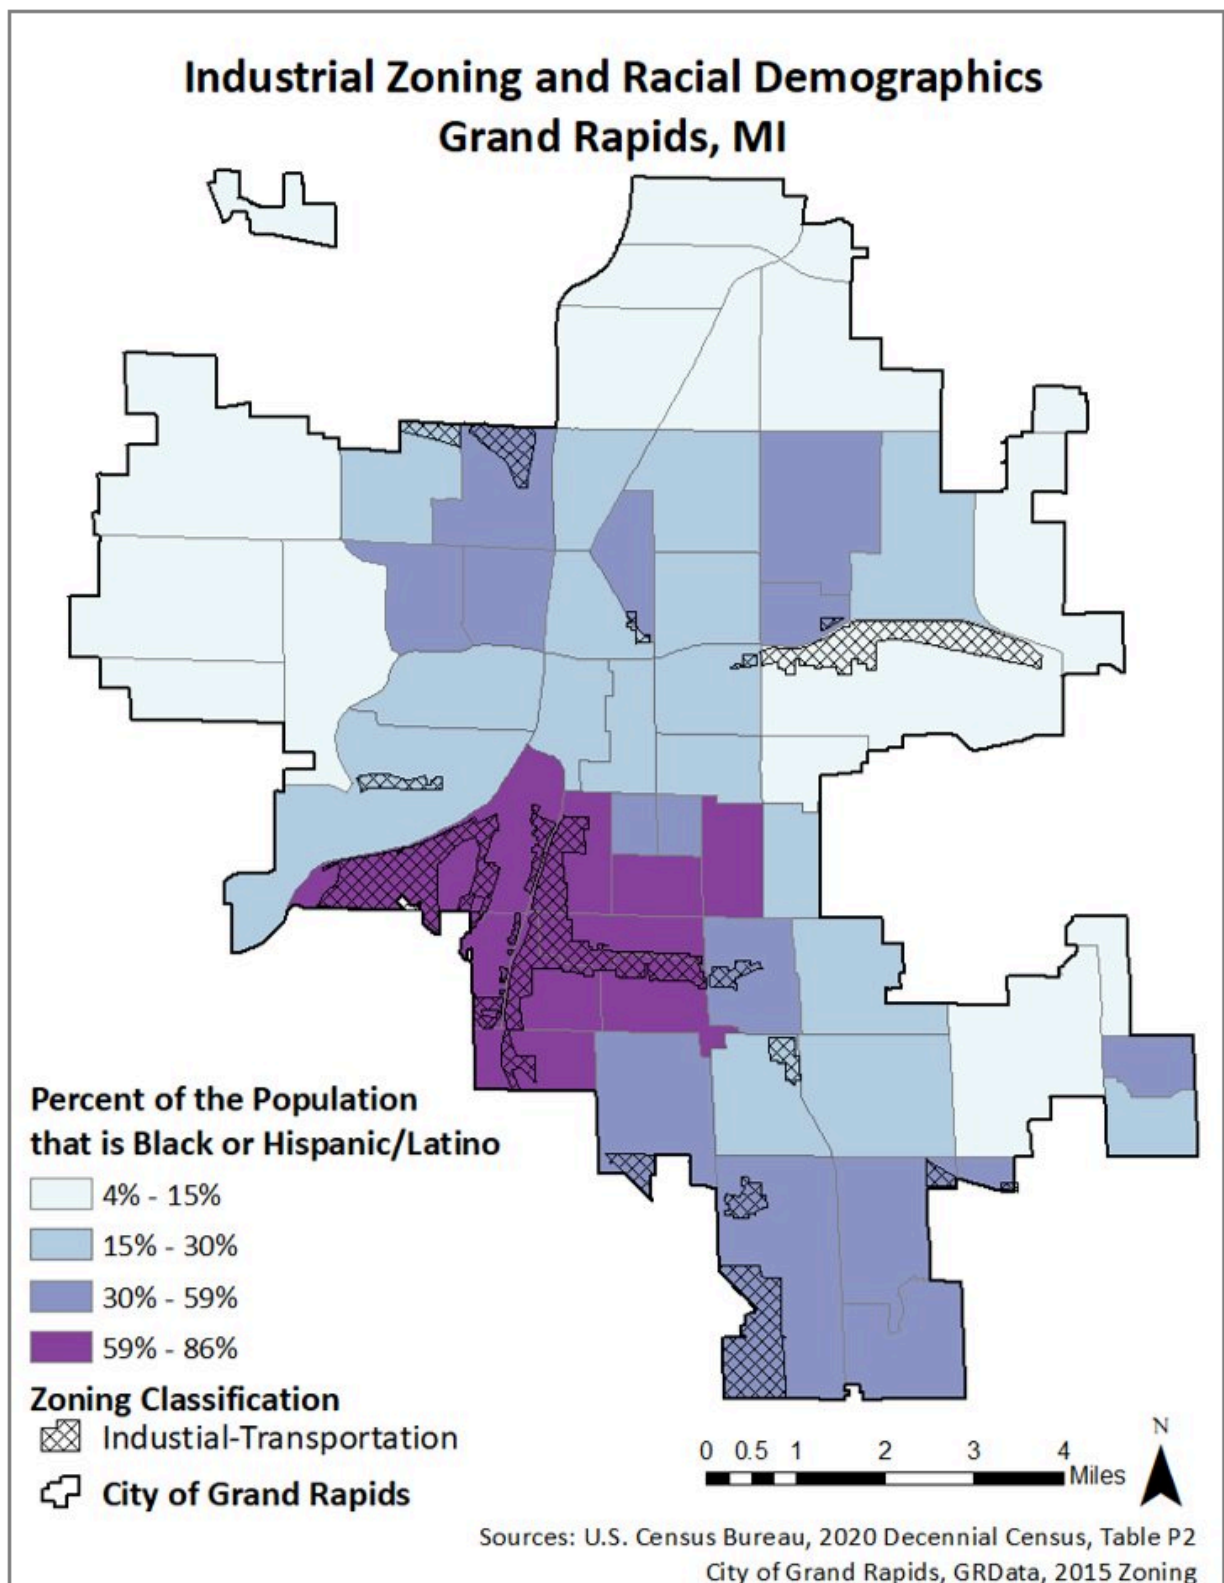 Industrial Zoning and Racial Demographics
Grand Rapids, MI
Percent of the Population
that is Black or Hispanic/Latino
4% - 15%
15% - 30%
30% - 59%
59% - 86%
Zoning Classification
Industial-Transportation
City of Grand Rapids
0 0.5 1 2 3 4
Miles
N
Sources: U.S. Census Bureau, 2020 Decennial Census, Table P2
City of Grand Rapids, GRData, 2015 Zoning